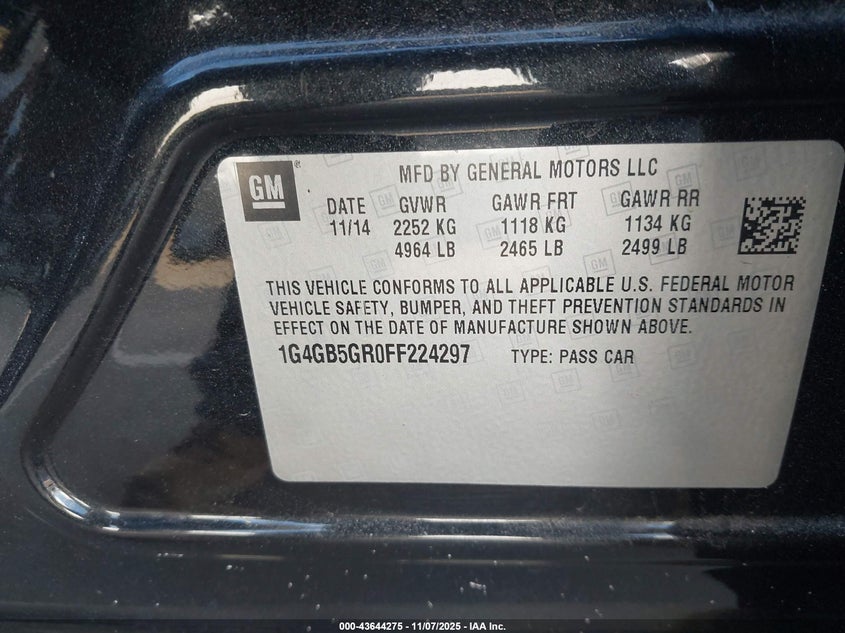 GM ® MFD BY GENERAL MOTORS LLC
DATE GVWR GAWR FRT GAWR RR
11/14 2252 KG 1118 KG 1134 KG
4964 LB 2465 LB 2499 LB
THIS VEHICLE CONFORMS TO ALL APPLICABLE U.S. FEDERAL MOTOR
VEHICLE SAFETY, BUMPER, AND THEFT PREVENTION STANDARDS IN
EFFECT ON THE DATE OF MANUFACTURE SHOWN ABOVE.
1G4GB5GR0FF224297 TYPE: PASS CAR
000-43644275 — 11/07/2025 — IAA Inc.